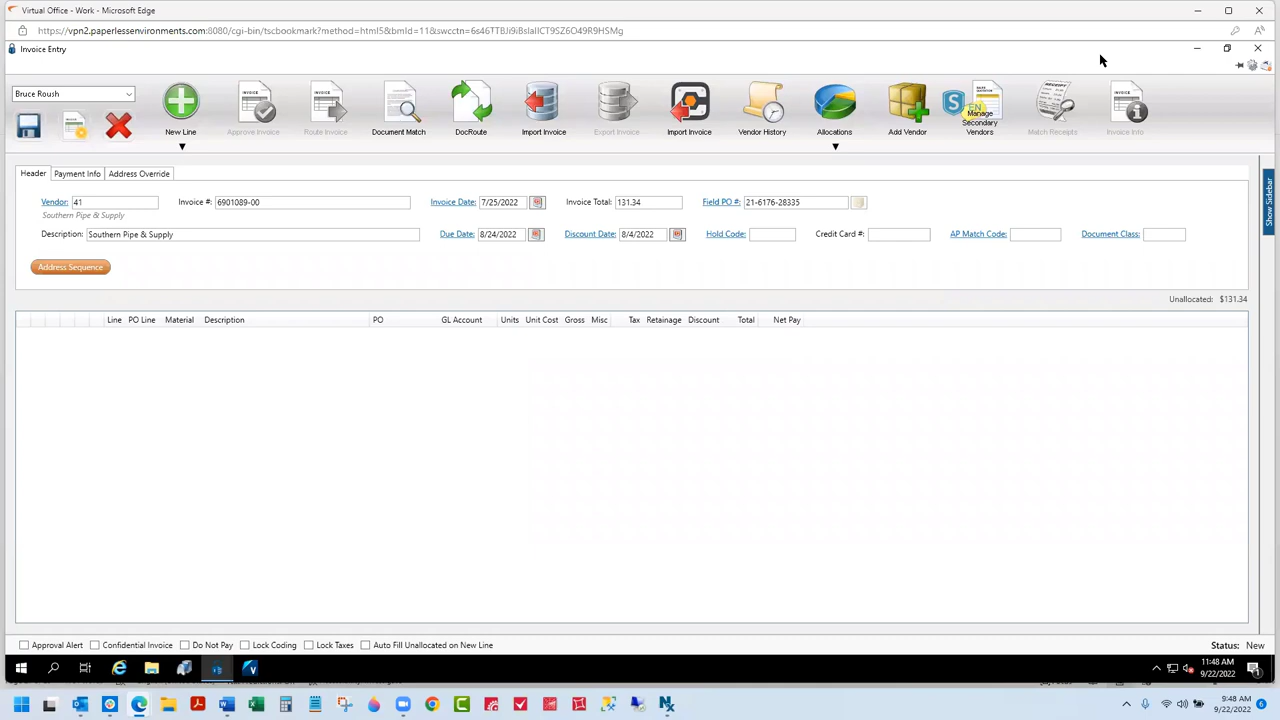 Virtual Office - Work - Microsoft Edge
https://vpn2.paperlessenvironments.com:8080/cgi-bin/tscbookmark?method=html5&bmId=11&swcctn=6s46TTBJi9iBslaIICT9SZ6O49R9HSMg
Invoice Entry
Bruce Roush
New Line
Approve Invoice
Route Invoice
Document Match
DocRoute
Import Invoice
Export Invoice
Import Invoice
Vendor History
Allocations
Add Vendor
Manage Secondary Vendors
Match Receipts
Invoice Info
Show Sidebar
Header Payment Info Address Override
Vendor: 41 Invoice #: 6901089-00 Invoice Date: 7/25/2022 Invoice Total: 131.34 Field PO #: 21-6176-28335
Southern Pipe & Supply
Description: Southern Pipe & Supply Due Date: 8/24/2022 Discount Date: 8/4/2022 Hold Code: Credit Card #: AP Match Code: Document Class:
Address Sequence
Unallocated: $131.34
Line PO Line Material Description PO GL Account Units Unit Cost Gross Misc Tax Retainage Discount Total Net Pay
Approval Alert Confidential Invoice Do Not Pay Lock Coding Lock Taxes Auto Fill Unallocated on New Line Status: New
11:48 AM
9/22/2022
9:48 AM
9/22/2022